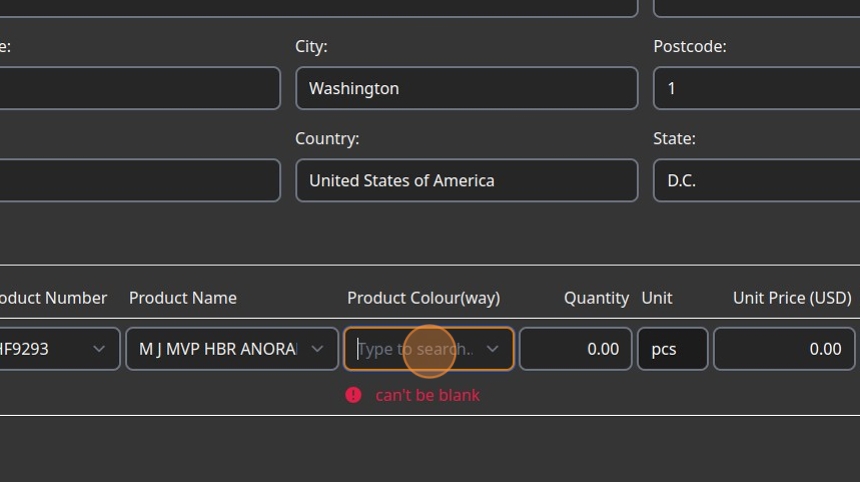 e: City: Postcode:
Washington 1
Country: State:
United States of America D.C.
oduct Number Product Name Product Colour(way) Quantity Unit Unit Price (USD)
HF9293 M J MVP HBR ANORA Type to search.. 0.00 pcs 0.00
can't be blank